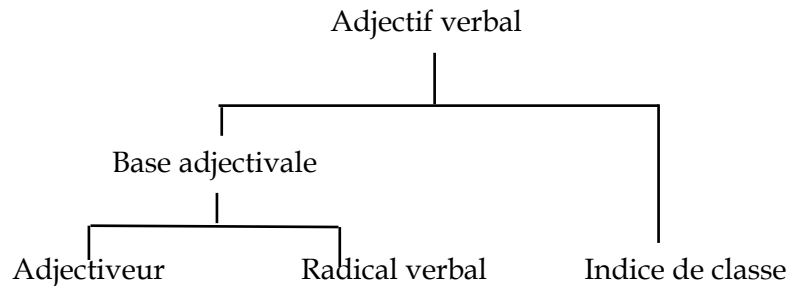 Adjectif verbal
Base adjectivale
Adjectiveur Radical verbal Indice de classe